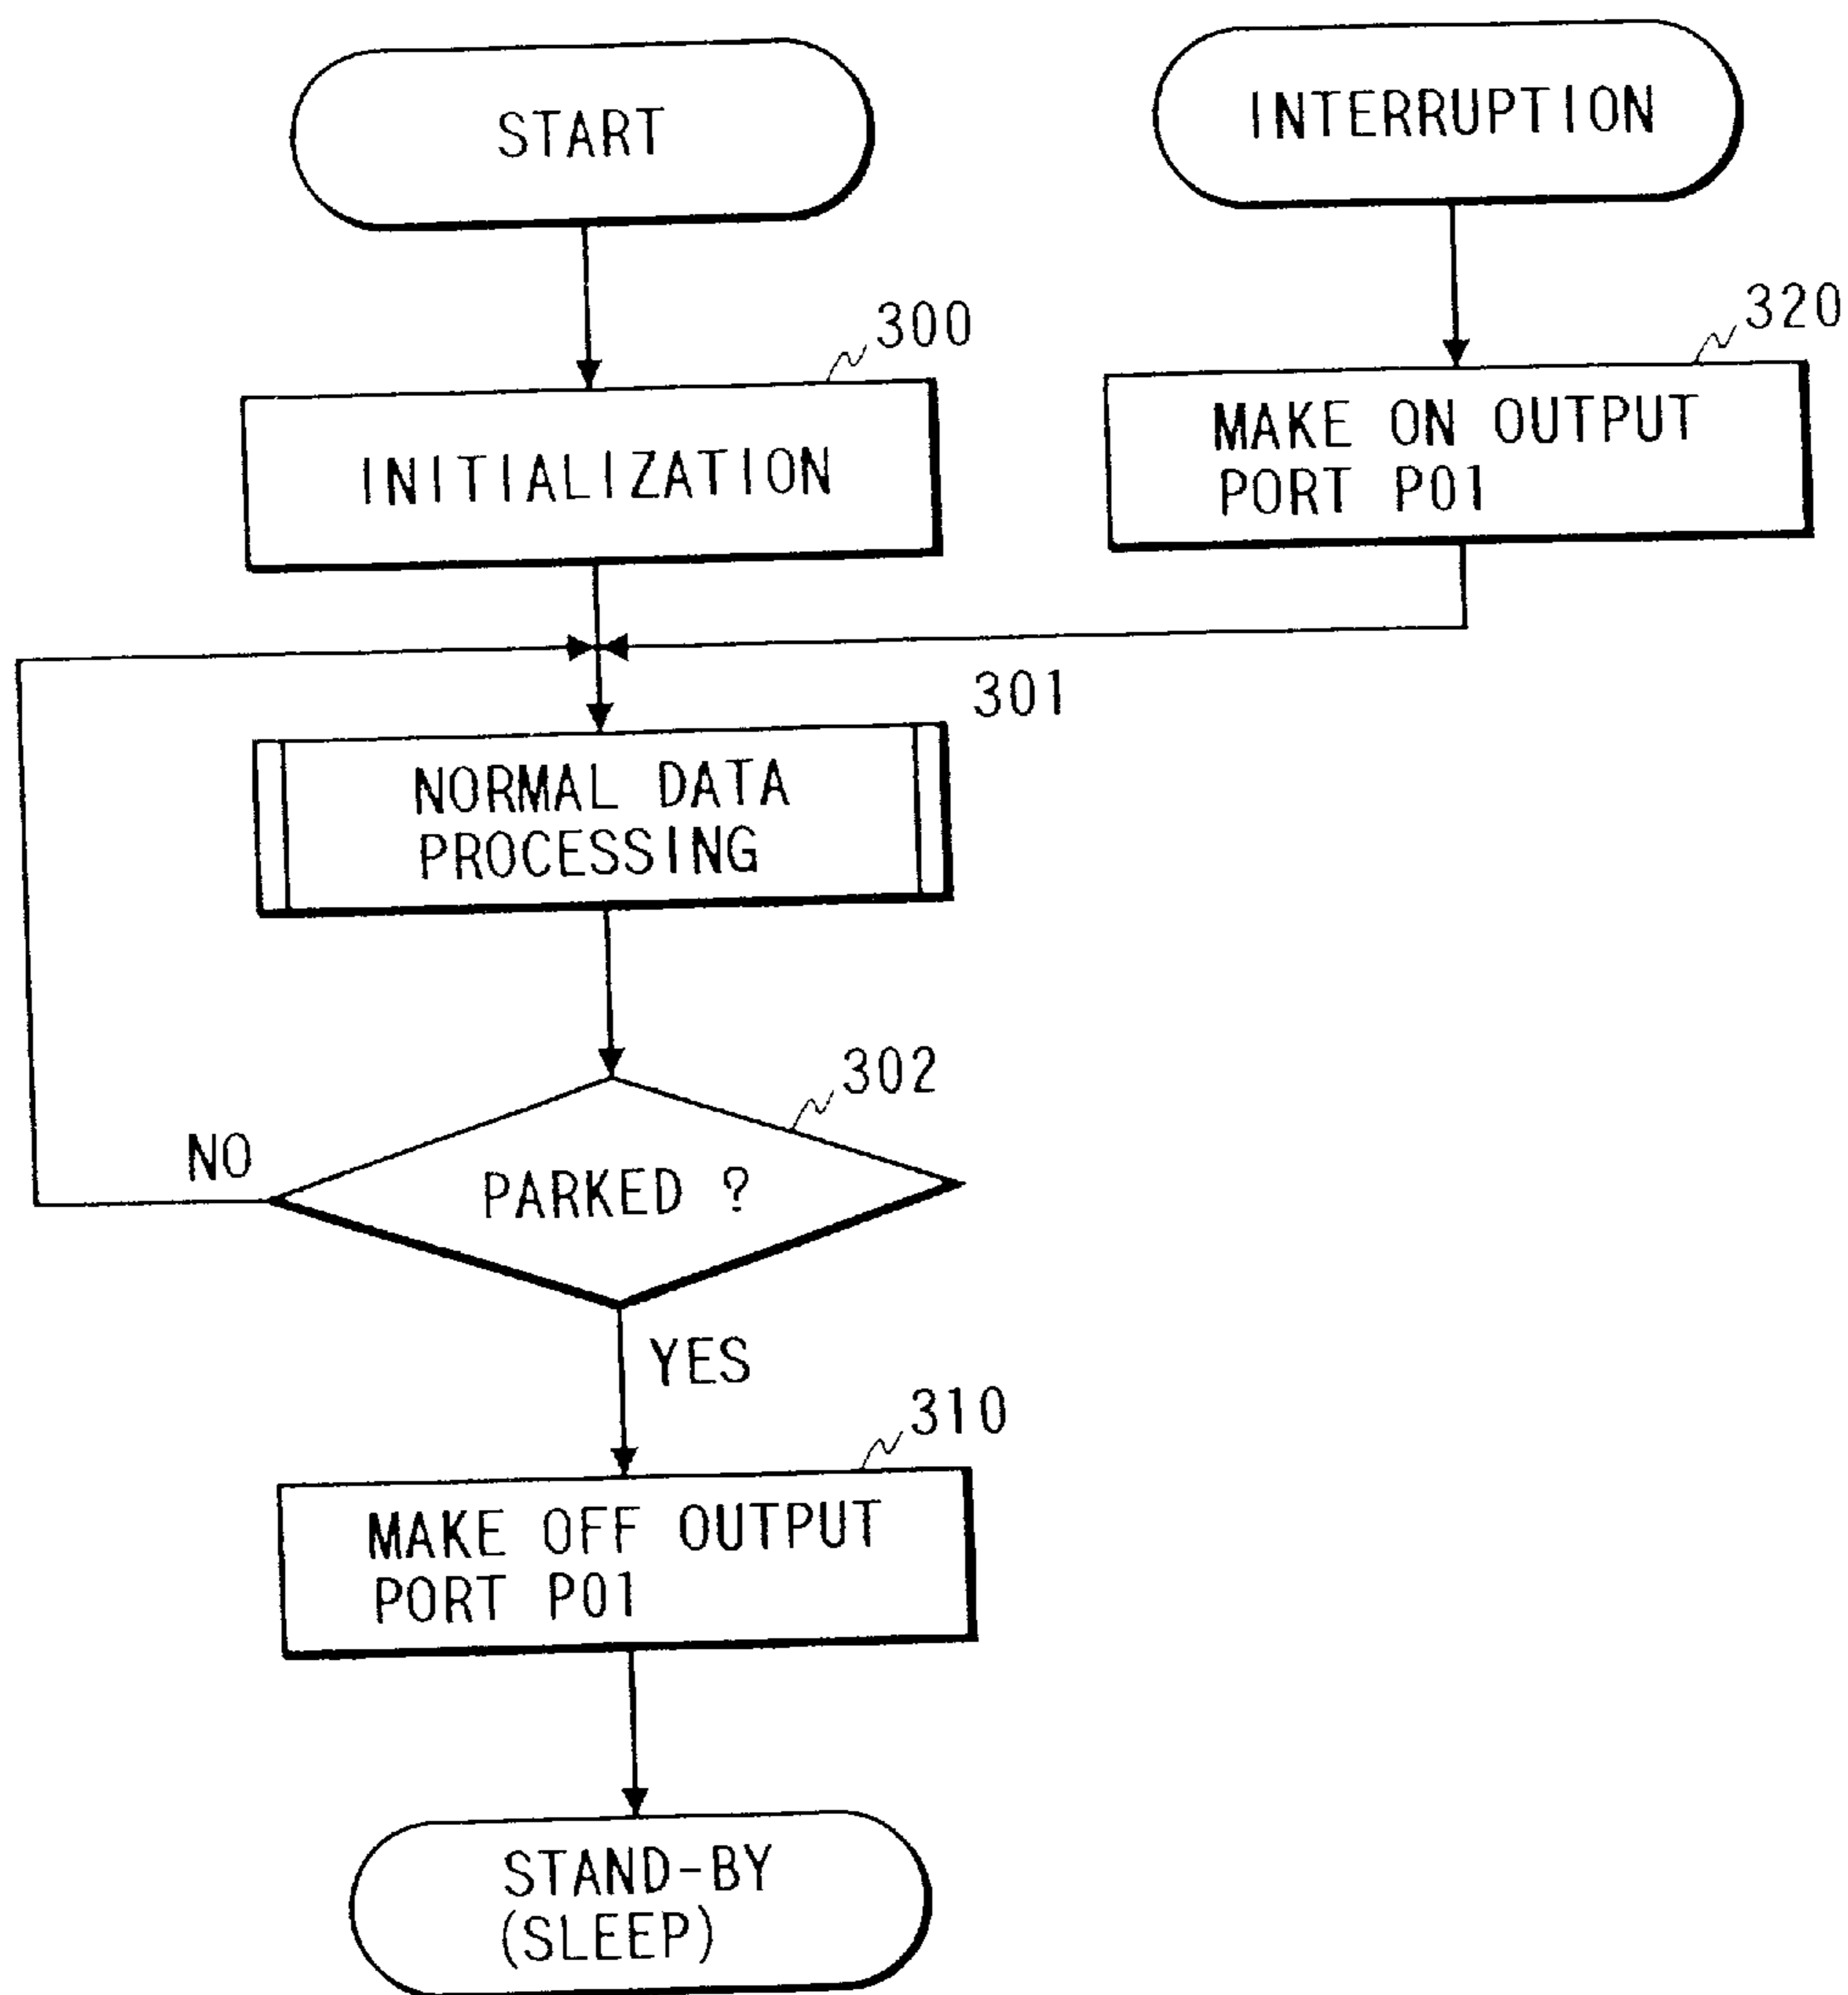 START
INTERRUPTION
300
320
INITIALIZATION
MAKE ON OUTPUT
PORT P01
301
NORMAL DATA
PROCESSING
302
NO
PARKED ?
YES
310
MAKE OFF OUTPUT
PORT P01
STAND-BY
(SLEEP)